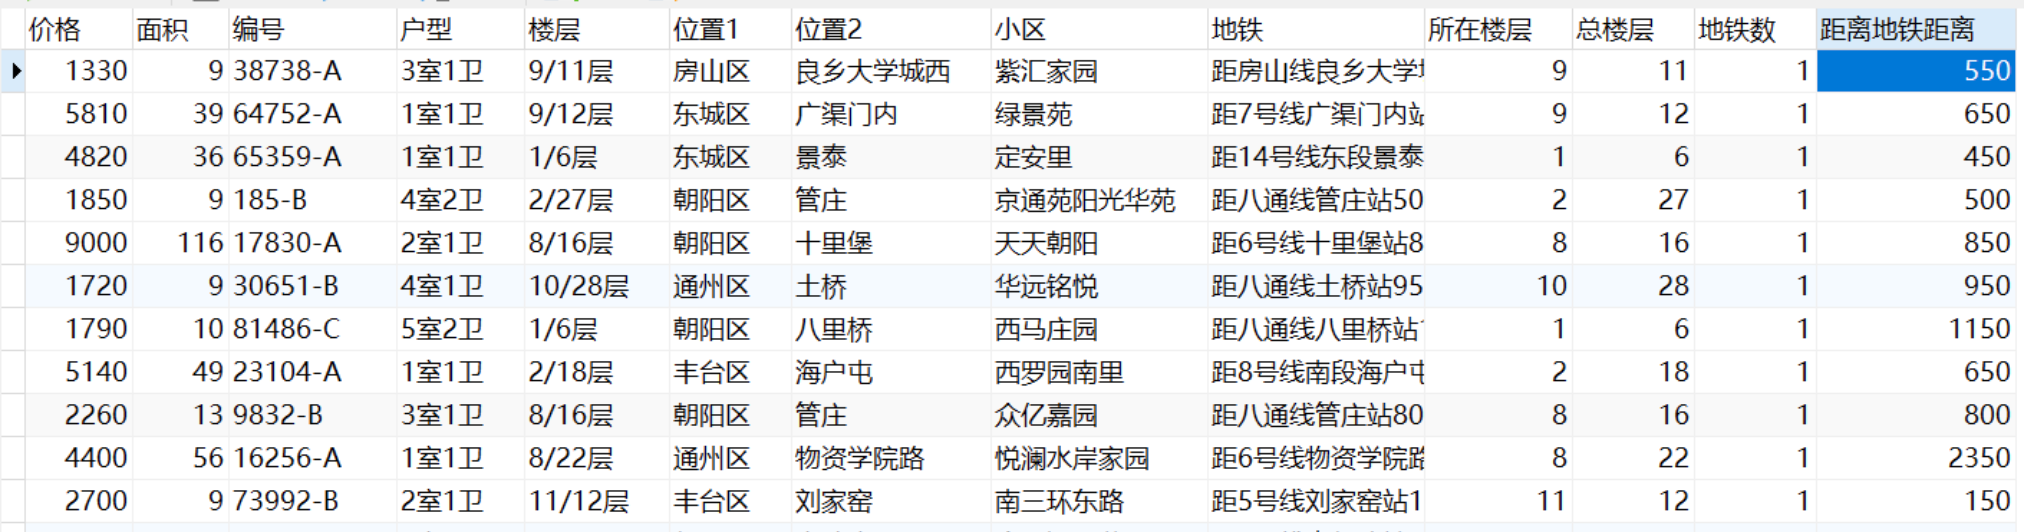 价格 面积 编号 户型 楼层 位置1 位置2 小区 地铁 所在楼层 总楼层 地铁数 距离地铁距离
1330 9 38738-A 3室1卫 9/11层 房山区 良乡大学城西 紫汇家园 距房山线良乡大学 9 11 1 550
5810 39 64752-A 1室1卫 9/12层 东城区 广渠门内 绿景苑 距7号线广渠门内站 9 12 1 650
4820 36 65359-A 1室1卫 1/6层 东城区 景泰 定安里 距14号线东段景泰 1 6 1 450
1850 9 185-B 4室2卫 2/27层 朝阳区 管庄 京通苑阳光华苑 距八通线管庄站50 2 27 1 500
9000 116 17830-A 2室1卫 8/16层 朝阳区 十里堡 天天朝阳 距6号线十里堡站8 8 16 1 850
1720 9 30651-B 4室1卫 10/28层 通州区 土桥 华远铭悦 距八通线土桥站95 10 28 1 950
1790 10 81486-C 5室2卫 1/6层 朝阳区 八里桥 西马庄园 距八通线八里桥站1 1 6 1 1150
5140 49 23104-A 1室1卫 2/18层 丰台区 海户屯 西罗园南里 距8号线南段海户屯 2 18 1 650
2260 13 9832-B 3室1卫 8/16层 朝阳区 管庄 众亿嘉园 距八通线管庄站80 8 16 1 800
4400 56 16256-A 1室1卫 8/22层 通州区 物资学院路 悦澜水岸家园 距6号线物资学院路 8 22 1 2350
2700 9 73992-B 2室1卫 11/12层 丰台区 刘家窑 南三环东路 距5号线刘家窑站1 11 12 1 150